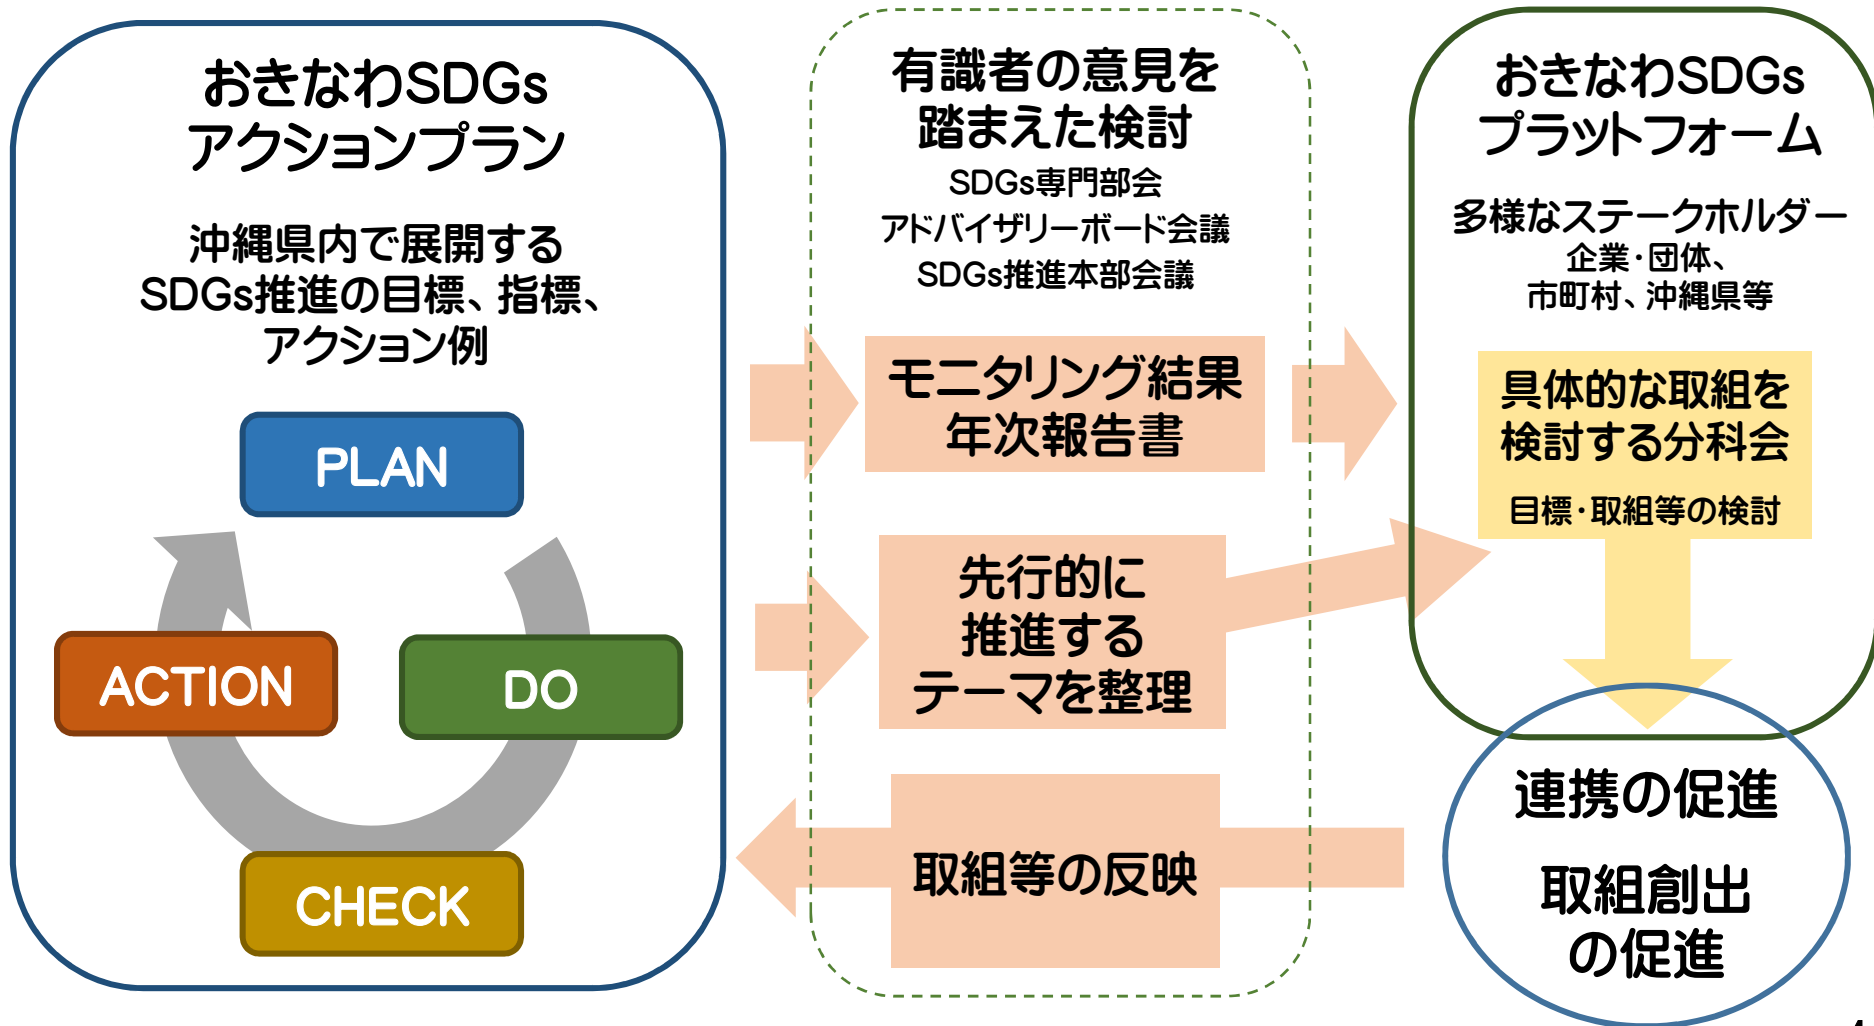 おきなわSDGs
アクションプラン
沖縄県内で展開する
SDGs推進の目標、指標、
アクション例
PLAN
ACTION
DO
CHECK
有識者の意見を
踏まえた検討
SDGs専門部会
アドバイザリーボード会議
SDGs推進本部会議
モニタリング結果
年次報告書
先行的に
推進する
テーマを整理
取組等の反映
おきなわSDGs
プラットフォーム
多様なステークホルダー
企業・団体、
市町村、沖縄県等
具体的な取組を
検討する分科会
目標・取組等の検討
連携の促進
取組創出
の促進